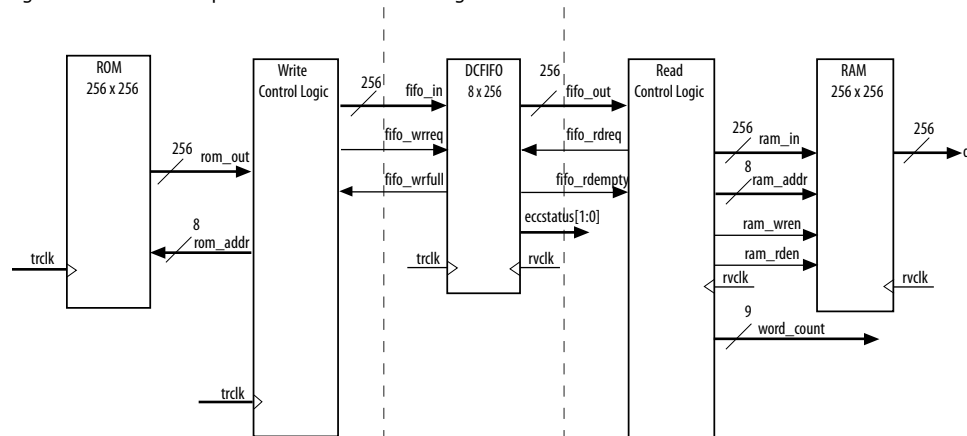 ROM
256 x 256
Write
Control Logic
DCFIFO
8 x 256
Read
Control Logic
RAM
256 x 256
256
fifo_in
256
fifo_out
fifo_wrreq
fifo_rdreq
256
rom_out
fifo_wrfull
fifo_rdempty
256
ram_in
256
8
ram_addr
eccstatus[1:0]
8
rom_addr
ram_wren
ram_rden
trclk
trclk
rvclk
rvclk
rvclk
9
word_count
trclk